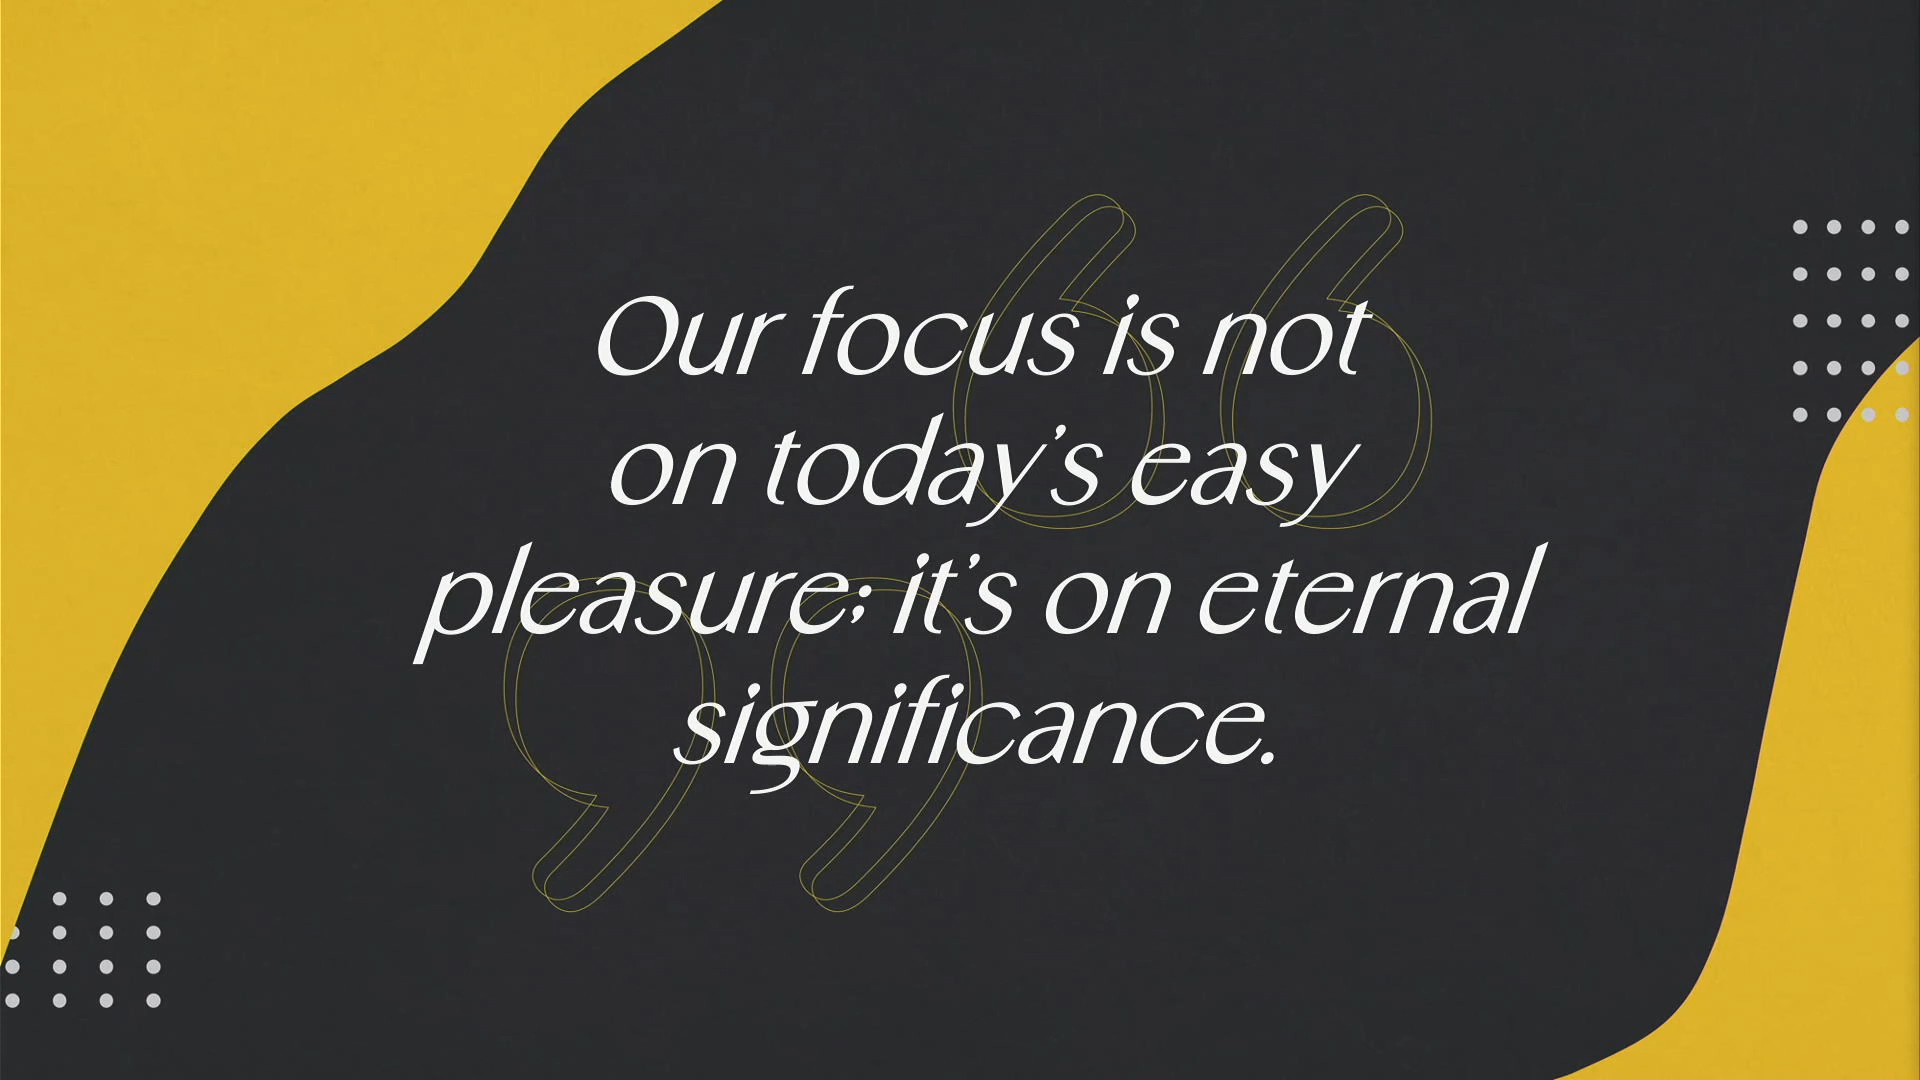 Our focus is not
on today’s easy
pleasure; it’s on eternal
significance.